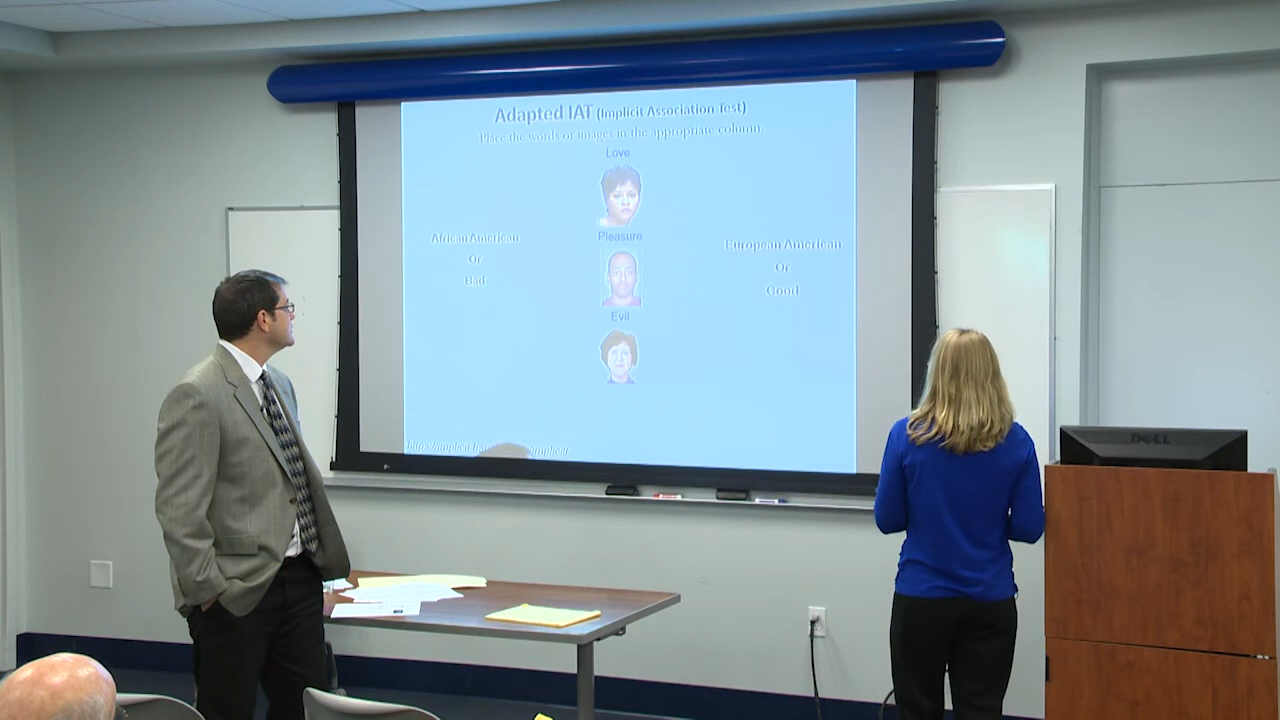 Adapted IAT (Implicit Association Test)
Place the words or images in the appropriate column.
Love
Pleasure
African American
Or
Bad
European American
Or
Good
Evil
DELL